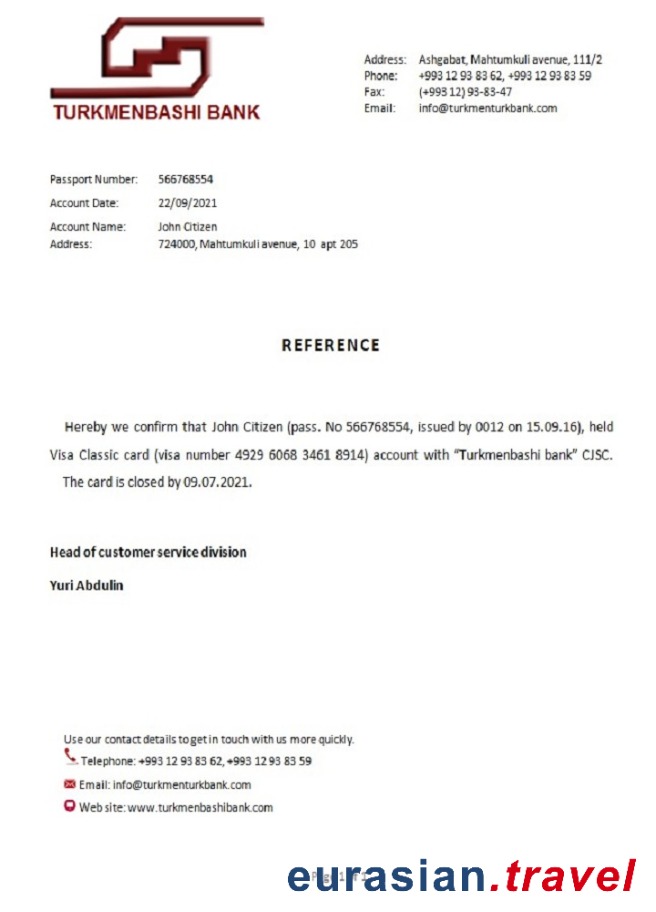 TURKMENBASHI BANK
Address: Ashgabat, Mahtumkuli avenue, 111/2
Phone: +993 12 93 83 62, +993 12 93 83 59
Fax: (+993 12) 93-83-47
Email: info@turkmenturkbank.com
Passport Number: 566768554
Account Date: 22/09/2021
Account Name: John Citizen
Address: 724000, Mahtumkuli avenue, 10 apt 205
REFERENCE
Hereby we confirm that John Citizen (pass. No 566768554, issued by 0012 on 15.09.16), held
Visa Classic card (visa number 4929 6068 3461 8914) account with “Turkmenbashi bank” CJSC.
The card is closed by 09.07.2021.
Head of customer service division
Yuri Abdulin
Use our contact details to get in touch with us more quickly.
Telephone: +993 12 93 83 62, +993 12 93 83 59
Email: info@turkmenturkbank.com
Web site: www.turkmenbashibank.com
eurasian.travel